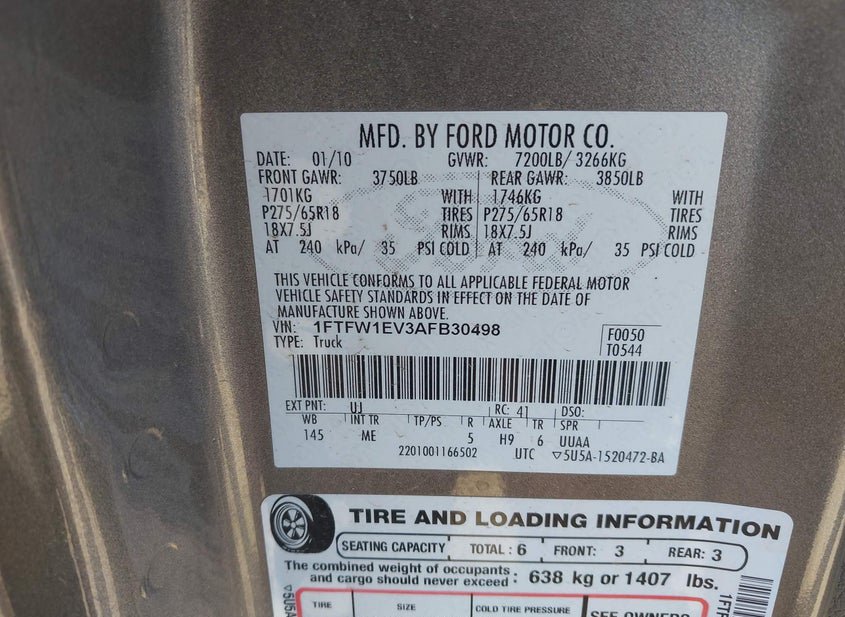 MFD. BY FORD MOTOR CO.
DATE: 01/10 GVWR: 7200LB/ 3266KG
FRONT GAWR: 3750LB REAR GAWR: 3850LB
1701KG WITH 1746KG WITH
P275/65R18 TIRES P275/65R18 TIRES
18X7.5J RIMS 18X7.5J RIMS
AT 240 kPa/ 35 PSI COLD AT 240 kPa/ 35 PSI COLD
THIS VEHICLE CONFORMS TO ALL APPLICABLE FEDERAL MOTOR
VEHICLE SAFETY STANDARDS IN EFFECT ON THE DATE OF
MANUFACTURE SHOWN ABOVE.
VIN: 1FTFW1EV3AFB30498 F0050
TYPE: Truck T0544
EXT PNT: UJ RC: 41 DSO:
WB INT TR TP/PS R AXLE TR SPR
145 ME 5 H9 6 UUAA
2201001166502 UTC ▽5U5A-1520472-BA
TIRE AND LOADING INFORMATION
SEATING CAPACITY TOTAL : 6 FRONT: 3 REAR: 3
The combined weight of occupants
and cargo should never exceed : 638 kg or 1407 lbs.
TIRE SIZE COLD TIRE PRESSURE SEE OWNERS
▽5U5A
1FTF